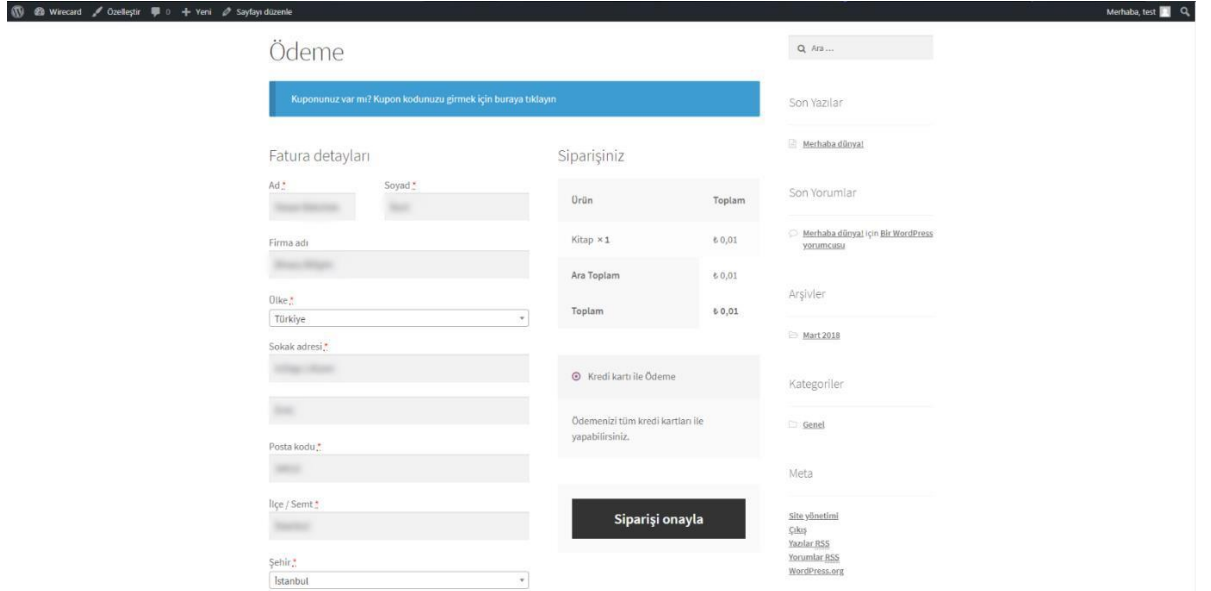 Wirecard Özelleştir 0 Yeni Sayfayı düzenle
Merhaba, test
Ödeme
Kuponunuz var mı? Kupon kodunuzu girmek için buraya tıklayın
Fatura detayları
Ad *
Soyad *
Firma adı
Ülke *
Türkiye
Sokak adresi *
Posta kodu *
İlçe / Semt *
Şehir *
İstanbul
Siparişiniz
Ürün Toplam
Kitap × 1 ₺ 0,01
Ara Toplam ₺ 0,01
Toplam ₺ 0,01
Kredi kartı ile Ödeme
Ödemenizi tüm kredi kartları ile
yapabilirsiniz.
Siparişi onayla
Ara ...
Son Yazılar
Merhaba dünya!
Son Yorumlar
Merhaba dünya! için Bir WordPress
yorumcusu
Arşivler
Mart 2018
Kategoriler
Genel
Meta
Site yönetimi
Çıkış
Yazılar RSS
Yorumlar RSS
WordPress.org